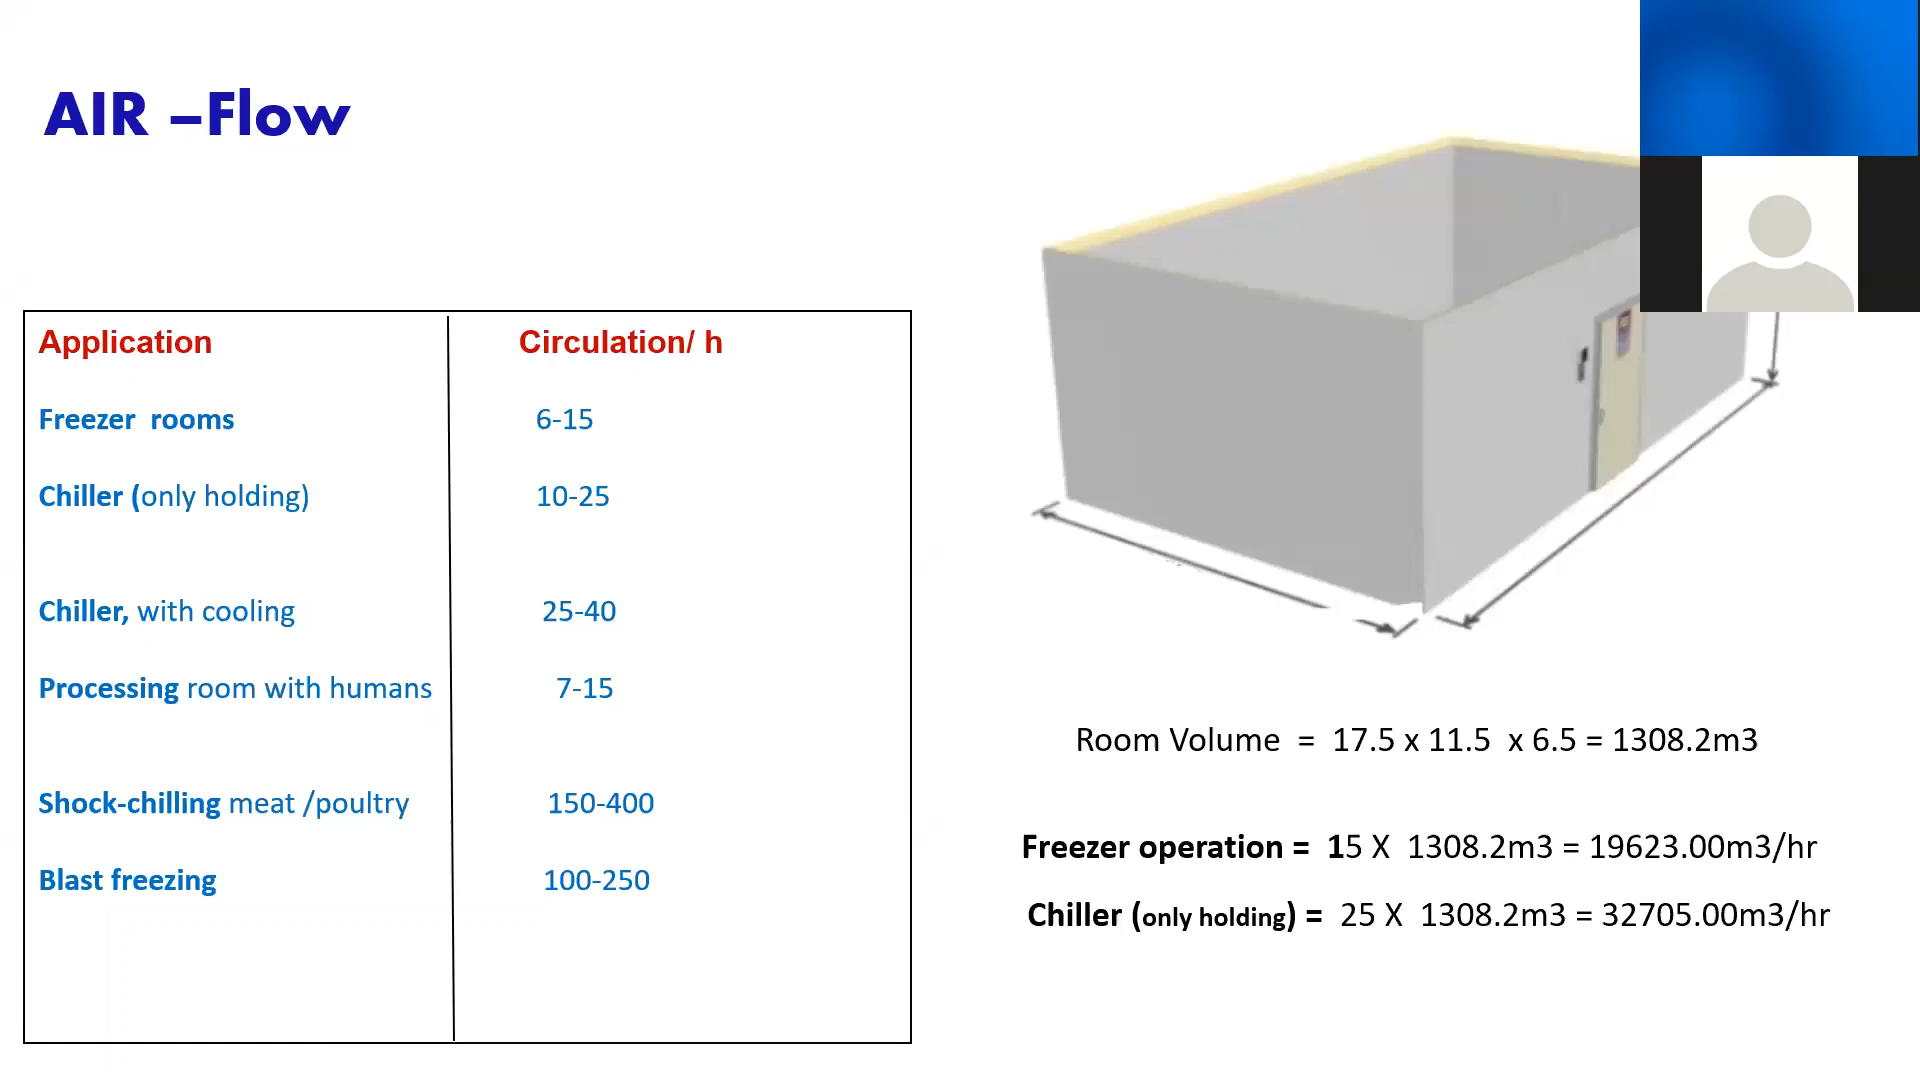 AIR –Flow
Application Circulation/ h
Freezer rooms 6-15
Chiller (only holding) 10-25
Chiller, with cooling 25-40
Processing room with humans 7-15
Shock-chilling meat /poultry 150-400
Blast freezing 100-250
Room Volume = 17.5 x 11.5 x 6.5 = 1308.2m3
Freezer operation = 15 X 1308.2m3 = 19623.00m3/hr
Chiller (only holding) = 25 X 1308.2m3 = 32705.00m3/hr